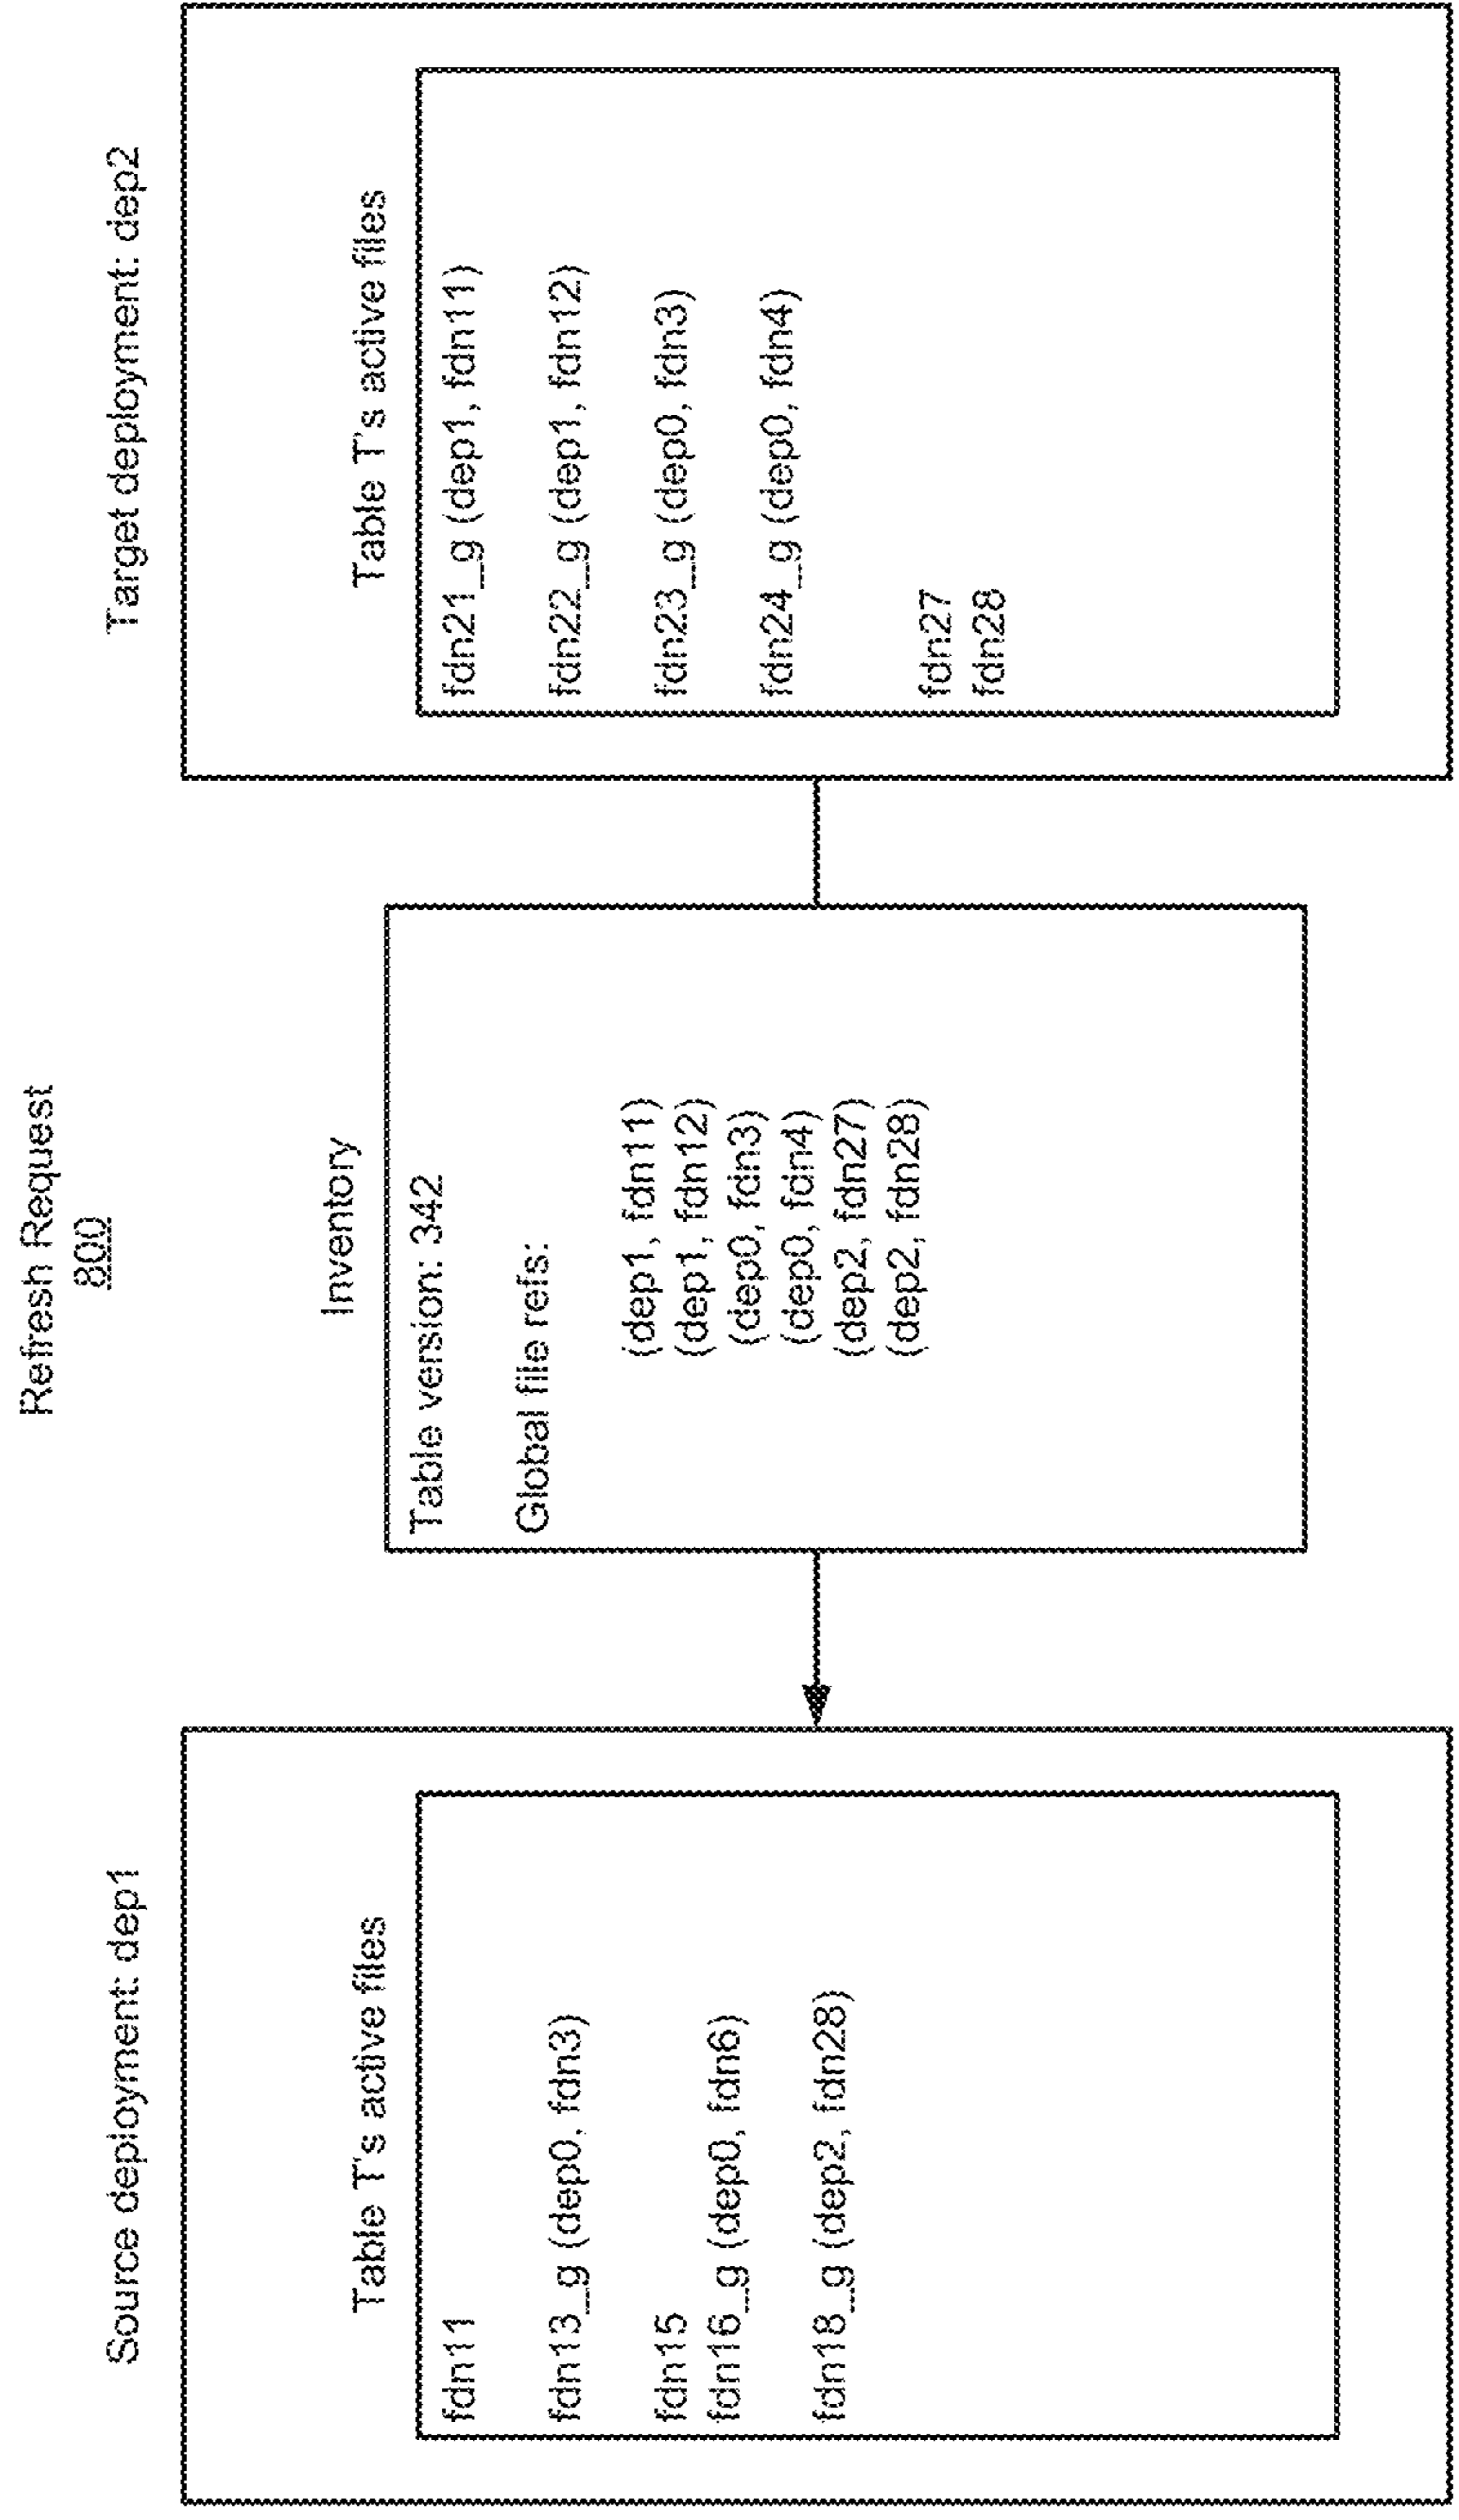 Refresh Request
800
Source deployment: dep1
Table T's active files
fdn11
fdn13_g (dep0, fdn3)
fdn15
fdn16_g (dep0, fdn6)
fdn18_g (dep2, fdn28)
Inventory
Table version: 342
Global file refs:
(dep1, fdn11)
(dep1, fdn12)
(dep0, fdn3)
(dep0, fdn4)
(dep2, fdn27)
(dep2, fdn28)
Target deployment: dep2
Table T's active files
fdn21_g (dep1, fdn11)
fdn22_g (dep1, fdn12)
fdn23_g (dep0, fdn3)
fdn24_g (dep0, fdn4)
fdn27
fdn28